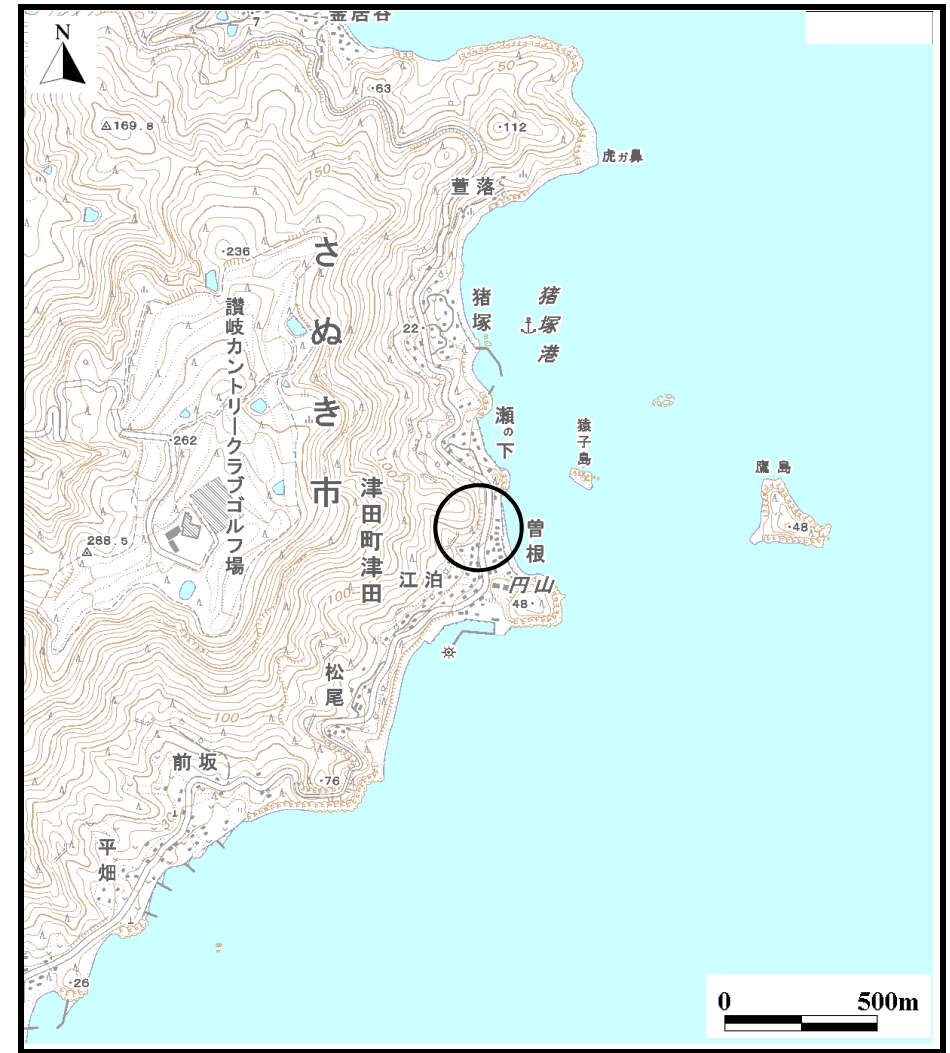 N
7
釜居谷
50
・63
169.8
・112
虎ガ鼻
150
萱落
・236
さぬき市
猪塚
猪塚港
讃岐カントリークラブゴルフ場
22・
瀬の下
猿子島
・262
100
鷹島
津田町津田
・48
曽根
288.5
江泊
円山
100
48・
松尾
100
前坂
・76
平畑
・26
0 500m